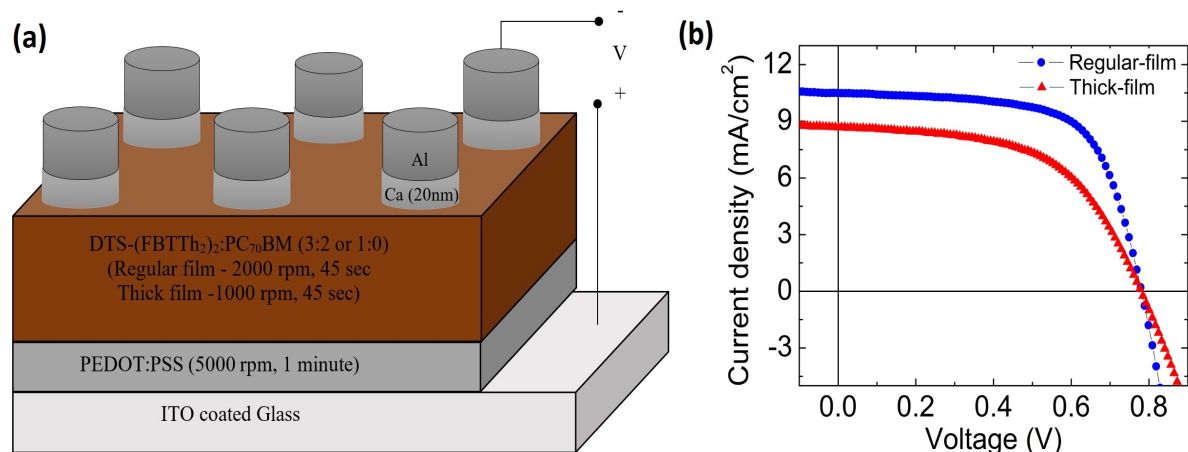 (a)
-
V
+
Al
Ca (20nm)
DTS-(FBTTh₂)₂:PC₇₀BM (3:2 or 1:0)
(Regular film - 2000 rpm, 45 sec
Thick film -1000 rpm, 45 sec)
PEDOT:PSS (5000 rpm, 1 minute)
ITO coated Glass
(b)
Regular-film
Thick-film
Current density (mA/cm²)
12
9
6
3
0
-3
0.0 0.2 0.4 0.6 0.8
Voltage (V)